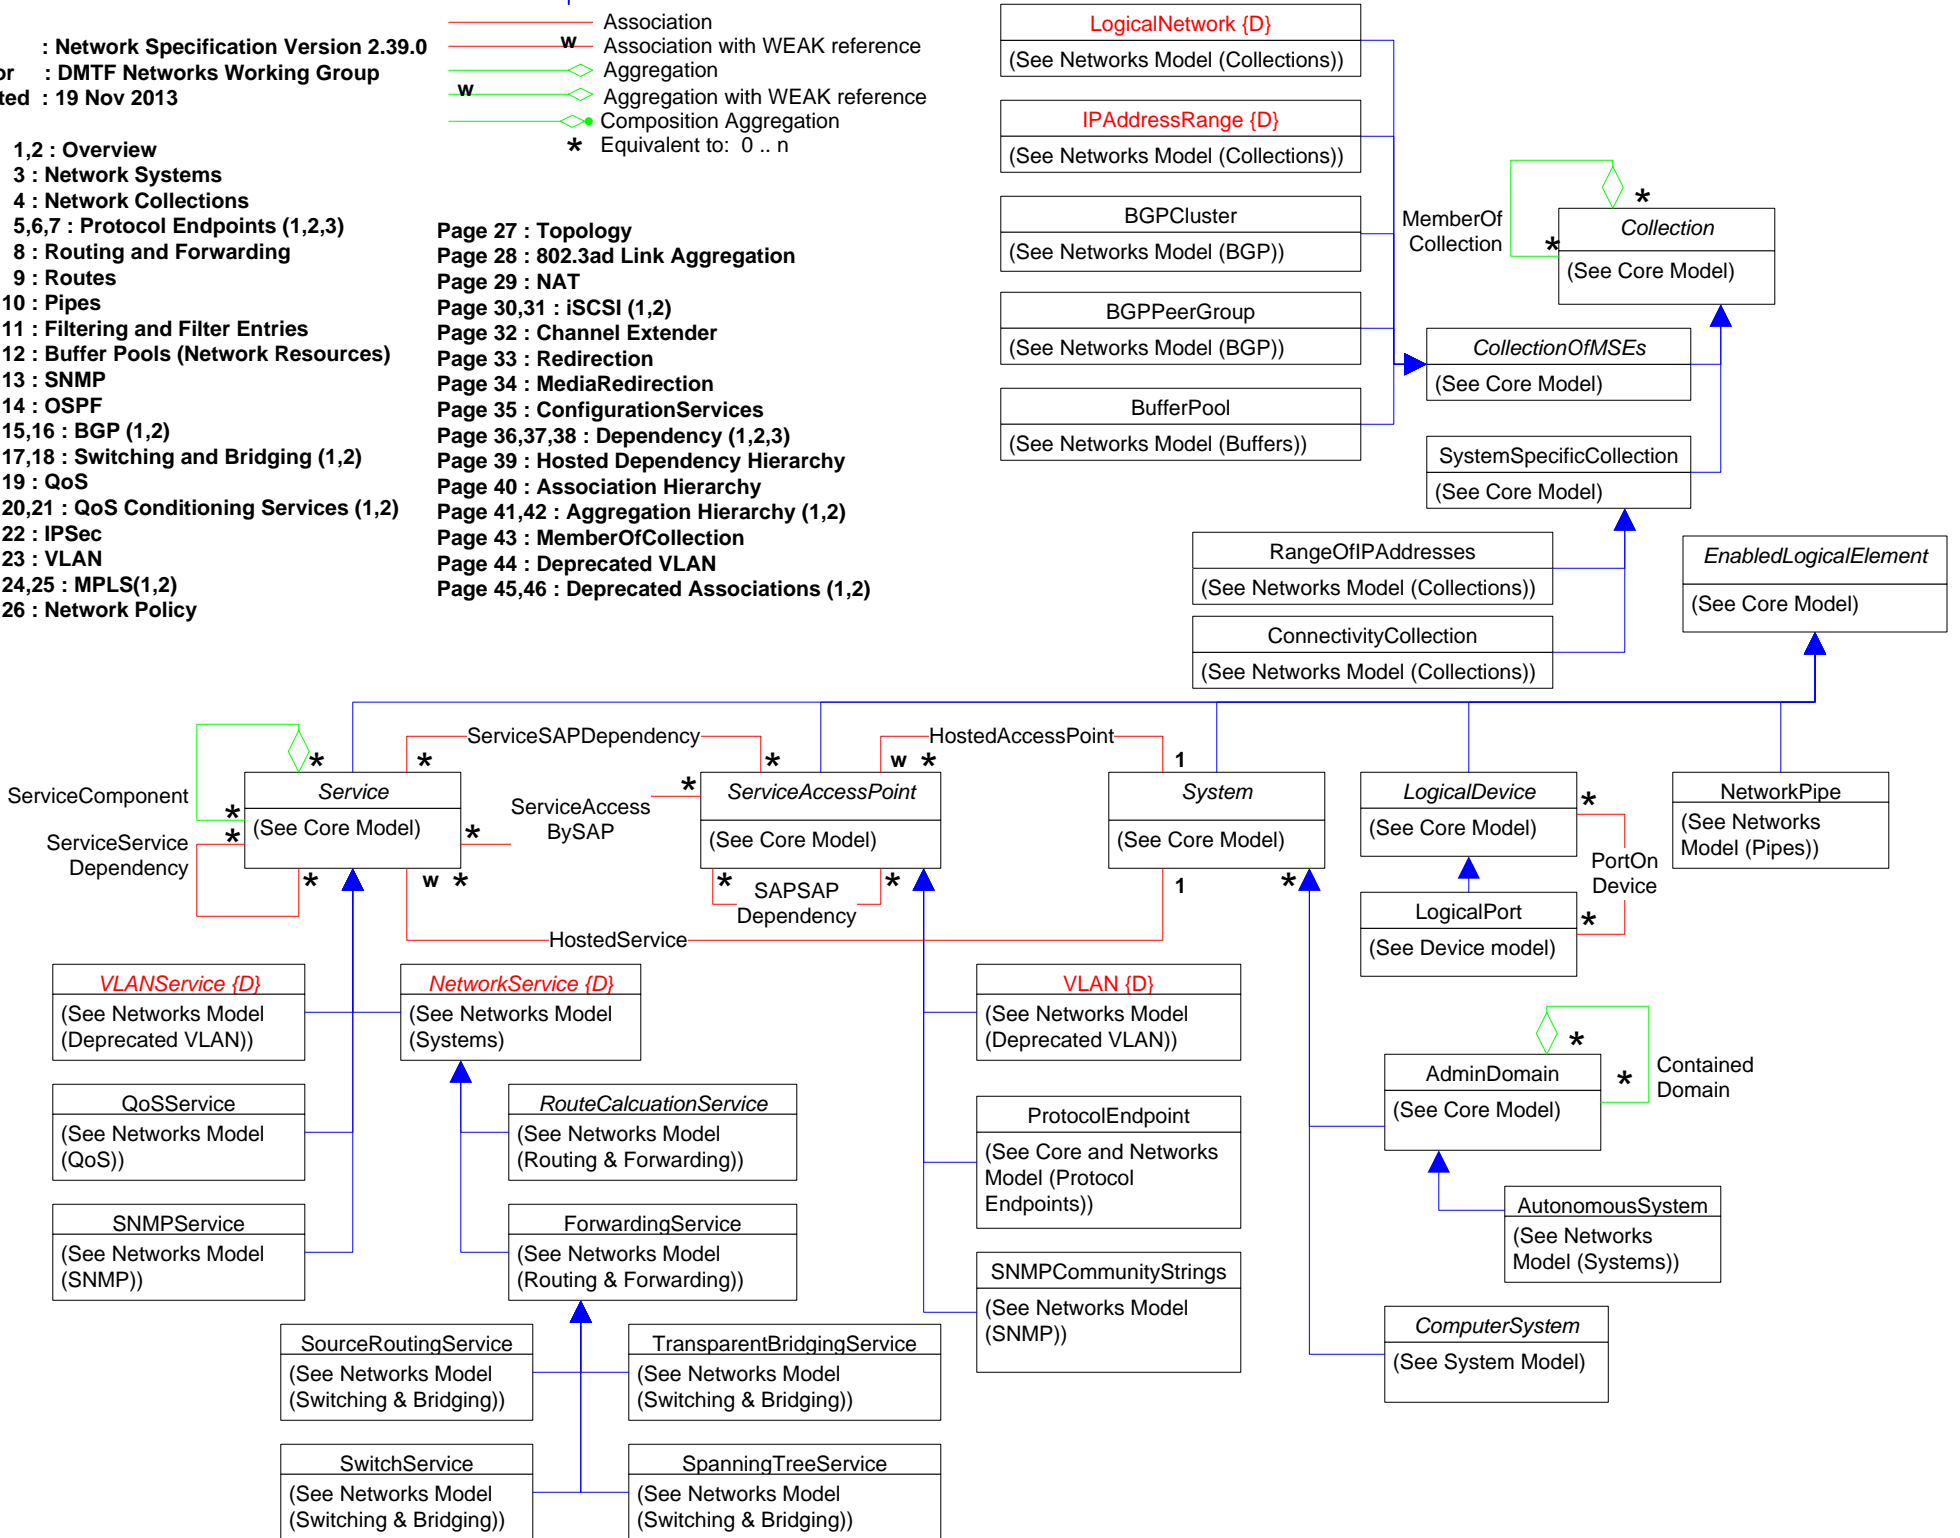 Association
w
Association with WEAK reference
Aggregation
w
Aggregation with WEAK reference
Composition Aggregation
* Equivalent to: 0 .. n
: Network Specification Version 2.39.0
or : DMTF Networks Working Group
ted : 19 Nov 2013
1,2 : Overview
3 : Network Systems
4 : Network Collections
5,6,7 : Protocol Endpoints (1,2,3)
8 : Routing and Forwarding
9 : Routes
10 : Pipes
11 : Filtering and Filter Entries
12 : Buffer Pools (Network Resources)
13 : SNMP
14 : OSPF
15,16 : BGP (1,2)
17,18 : Switching and Bridging (1,2)
19 : QoS
20,21 : QoS Conditioning Services (1,2)
22 : IPSec
23 : VLAN
24,25 : MPLS(1,2)
26 : Network Policy
Page 27 : Topology
Page 28 : 802.3ad Link Aggregation
Page 29 : NAT
Page 30,31 : iSCSI (1,2)
Page 32 : Channel Extender
Page 33 : Redirection
Page 34 : MediaRedirection
Page 35 : ConfigurationServices
Page 36,37,38 : Dependency (1,2,3)
Page 39 : Hosted Dependency Hierarchy
Page 40 : Association Hierarchy
Page 41,42 : Aggregation Hierarchy (1,2)
Page 43 : MemberOfCollection
Page 44 : Deprecated VLAN
Page 45,46 : Deprecated Associations (1,2)
LogicalNetwork {D}
(See Networks Model (Collections))
IPAddressRange {D}
(See Networks Model (Collections))
BGPCluster
(See Networks Model (BGP))
BGPPeerGroup
(See Networks Model (BGP))
BufferPool
(See Networks Model (Buffers))
MemberOf
Collection
*
*
Collection
(See Core Model)
CollectionOfMSEs
(See Core Model)
SystemSpecificCollection
(See Core Model)
RangeOfIPAddresses
(See Networks Model (Collections))
ConnectivityCollection
(See Networks Model (Collections))
EnabledLogicalElement
(See Core Model)
ServiceComponent
*
*
ServiceService
Dependency
*
*
Service
(See Core Model)
*
ServiceSAPDependency
*
*
ServiceAccess
BySAP
*
w *
ServiceAccessPoint
(See Core Model)
*
SAPSAP
Dependency
*
w *
HostedAccessPoint
1
System
(See Core Model)
1
*
HostedService
LogicalDevice
(See Core Model)
*
PortOn
Device
*
LogicalPort
(See Device model)
NetworkPipe
(See Networks
Model (Pipes))
VLANService {D}
(See Networks Model
(Deprecated VLAN))
NetworkService {D}
(See Networks Model
(Systems)
QoSService
(See Networks Model
(QoS))
RouteCalcuationService
(See Networks Model
(Routing & Forwarding))
SNMPService
(See Networks Model
(SNMP))
ForwardingService
(See Networks Model
(Routing & Forwarding))
SourceRoutingService
(See Networks Model
(Switching & Bridging))
TransparentBridgingService
(See Networks Model
(Switching & Bridging))
SwitchService
(See Networks Model
(Switching & Bridging))
SpanningTreeService
(See Networks Model
(Switching & Bridging))
VLAN {D}
(See Networks Model
(Deprecated VLAN))
ProtocolEndpoint
(See Core and Networks
Model (Protocol
Endpoints))
SNMPCommunityStrings
(See Networks Model
(SNMP))
AdminDomain
(See Core Model)
*
*
Contained
Domain
AutonomousSystem
(See Networks
Model (Systems))
ComputerSystem
(See System Model)